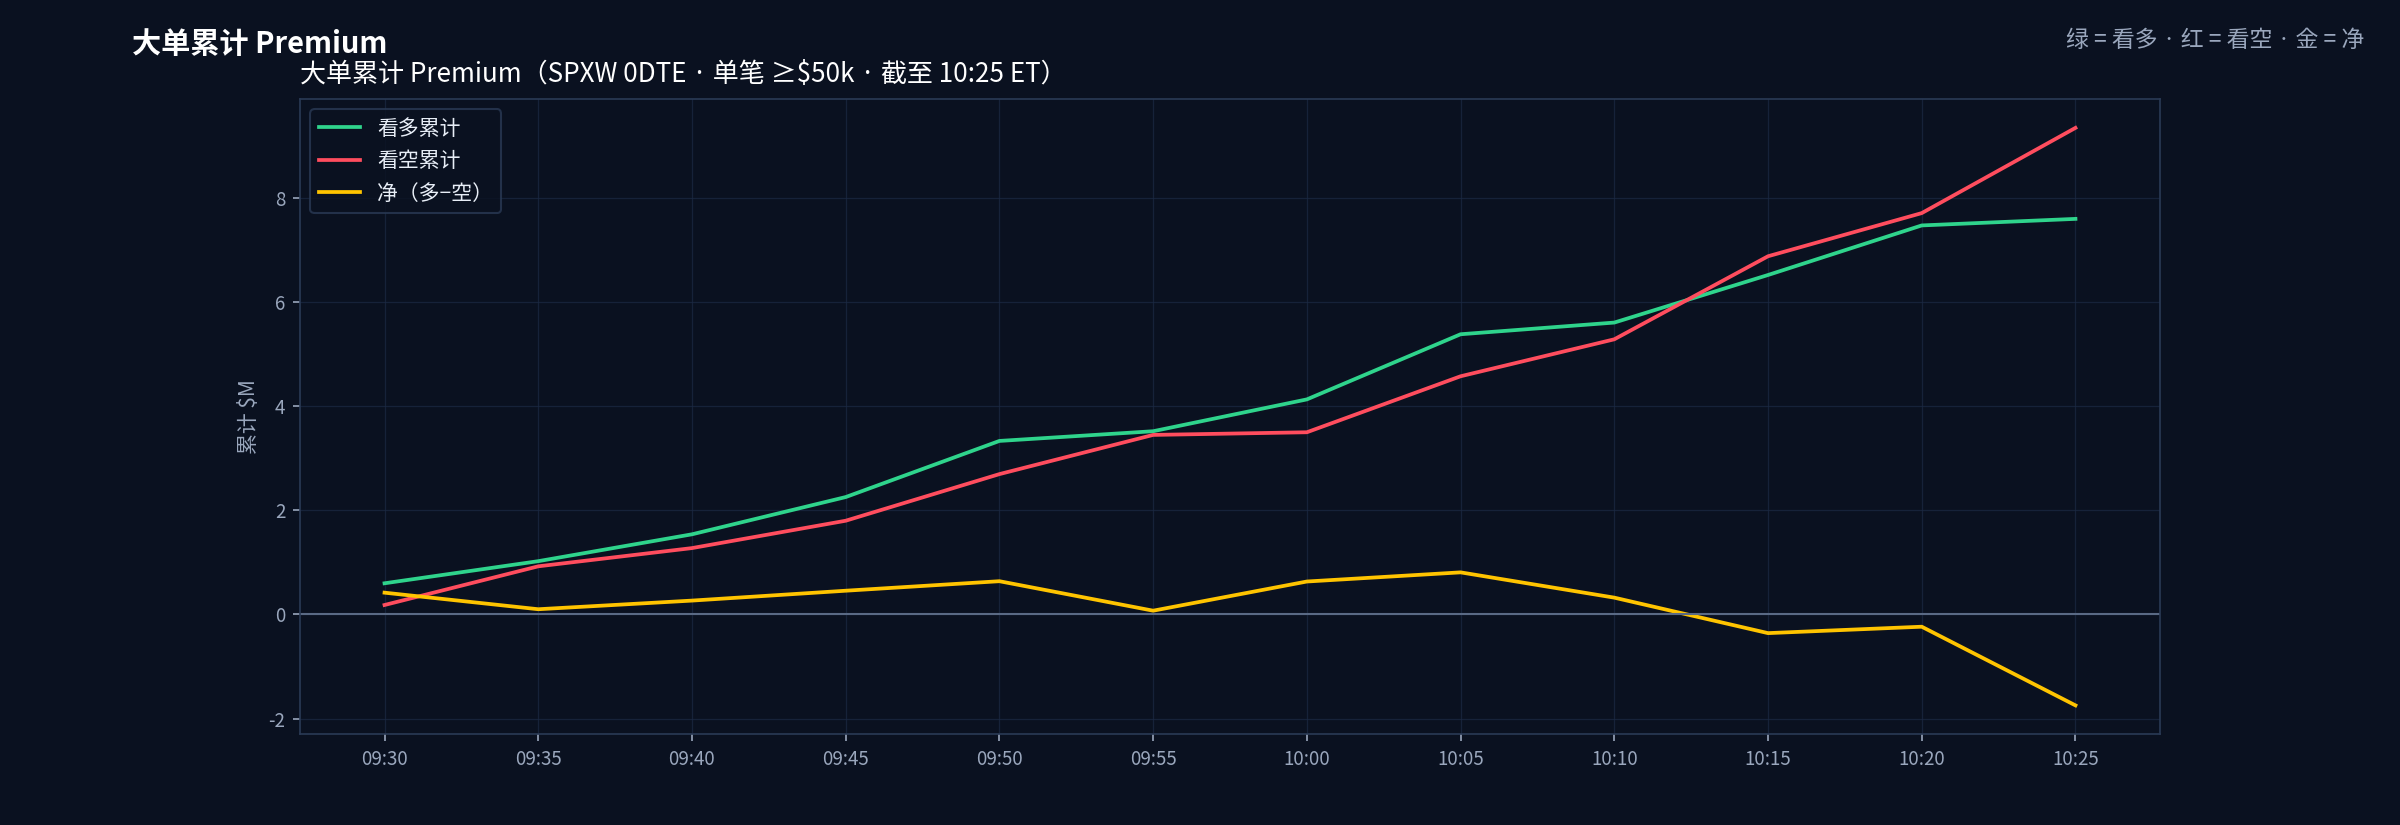 大单累计 Premium
绿 = 看多 · 红 = 看空 · 金 = 净
大单累计 Premium（SPXW 0DTE · 单笔 ≥$50k · 截至 10:25 ET）
看多累计
看空累计
净（多−空）
累计 $M
8
6
4
2
0
-2
09:30 09:35 09:40 09:45 09:50 09:55 10:00 10:05 10:10 10:15 10:20 10:25